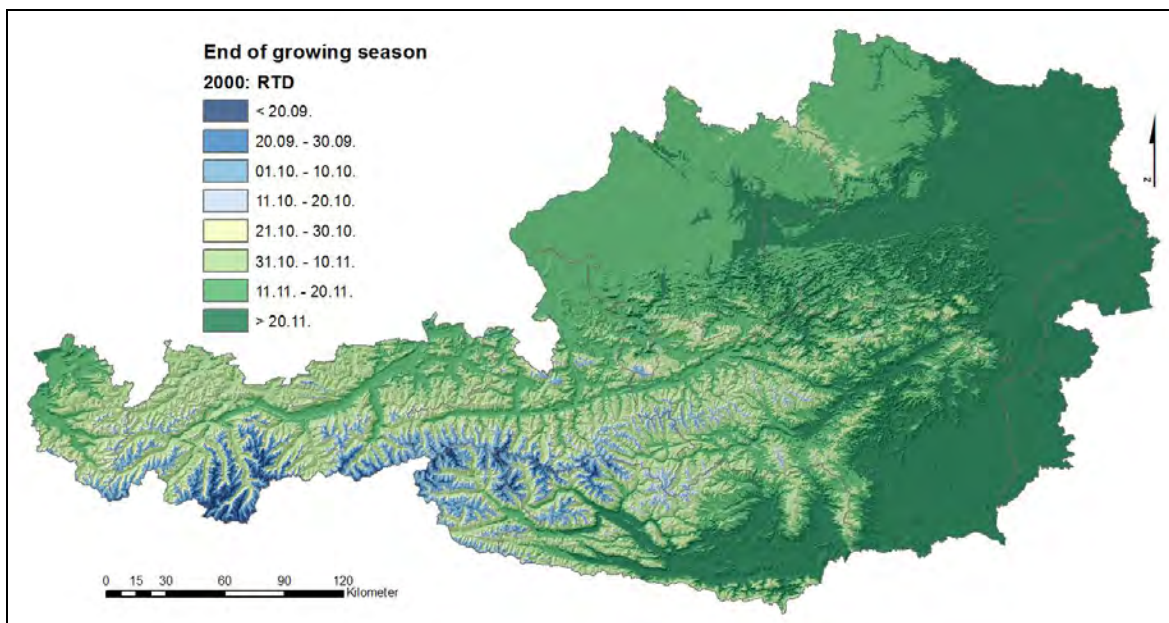 End of growing season
2000: RTD
< 20.09.
20.09. - 30.09.
01.10. - 10.10.
11.10. - 20.10.
21.10. - 30.10.
31.10. - 10.11.
11.11. - 20.11.
> 20.11.
N
0 15 30 60 90 120
Kilometer